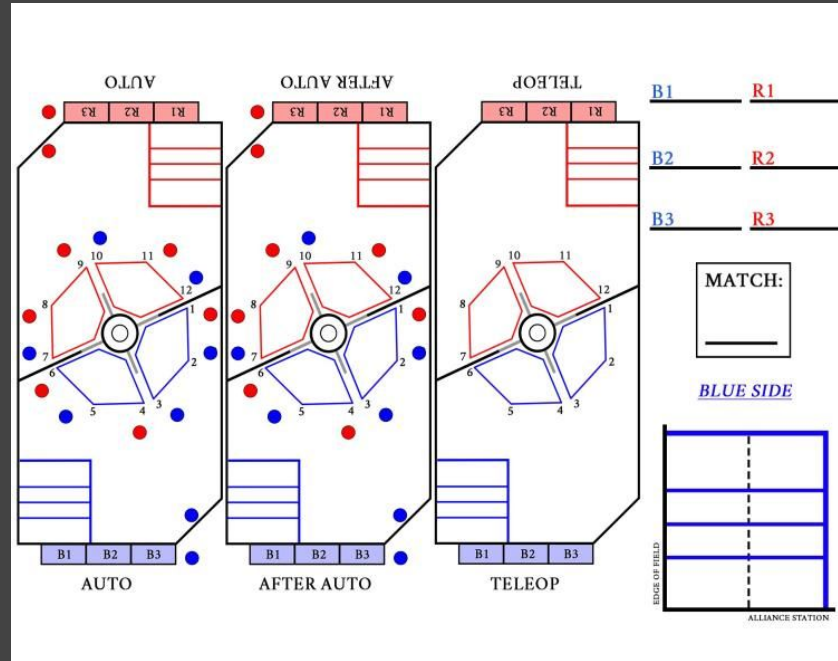 AUTO
AFTER AUTO
TELEOP
R3 R2 R1
R3 R2 R1
R3 R2 R1
B1 R1
B2 R2
B3 R3
10 11
9 12
8 1
7 2
6 3
5 4
10 11
9 12
8 1
7 2
6 3
5 4
10 11
9 12
8 1
7 2
6 3
5 4
MATCH:
BLUE SIDE
B1 B2 B3
B1 B2 B3
B1 B2 B3
AUTO
AFTER AUTO
TELEOP
EDGE OF FIELD
ALLIANCE STATION